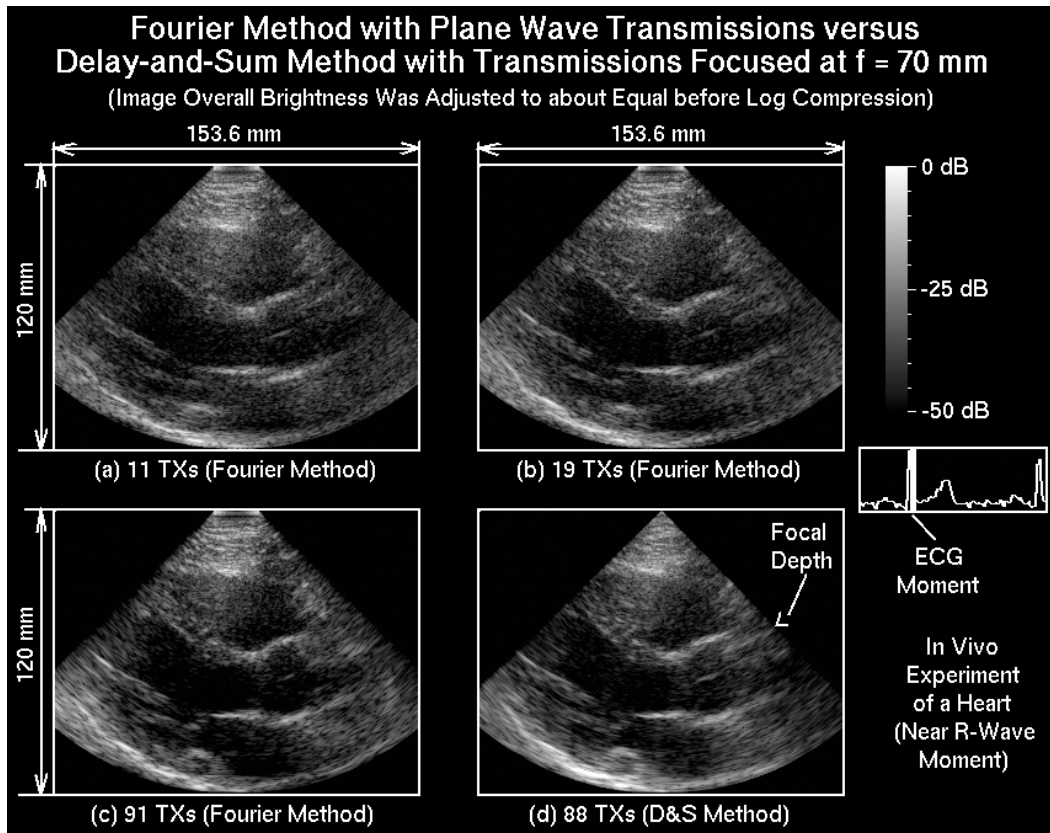 Fourier Method with Plane Wave Transmissions versus
Delay-and-Sum Method with Transmissions Focused at f = 70 mm
(Image Overall Brightness Was Adjusted to about Equal before Log Compression)
153.6 mm
153.6 mm
120 mm
0 dB
-25 dB
-50 dB
(a) 11 TXs (Fourier Method)
(b) 19 TXs (Fourier Method)
120 mm
Focal
Depth
ECG
Moment
In Vivo
Experiment
of a Heart
(Near R-Wave
Moment)
(c) 91 TXs (Fourier Method)
(d) 88 TXs (D&S Method)